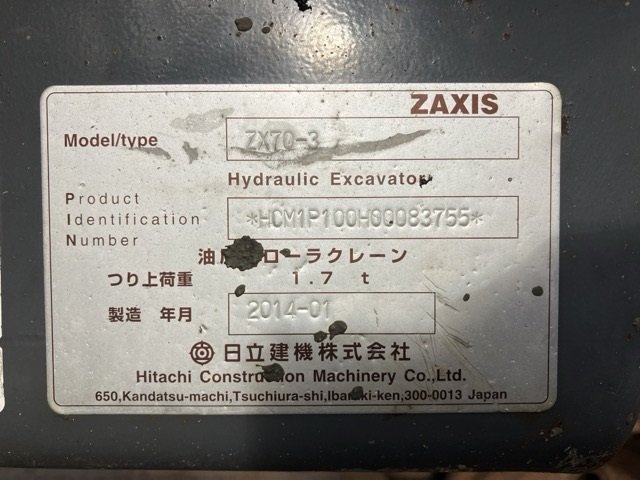 ZAXIS
Model/type ZX70-3
Hydraulic Excavator
Product Identification Number *HCM1P100H00083755*
油 ローラクレーン
つり上荷重 1.7 t
製造 年月 2014-01
日立建機株式会社
Hitachi Construction Machinery Co.,Ltd.
650,Kandatsu-machi,Tsuchiura-shi,Ibaraki-ken,300-0013 Japan